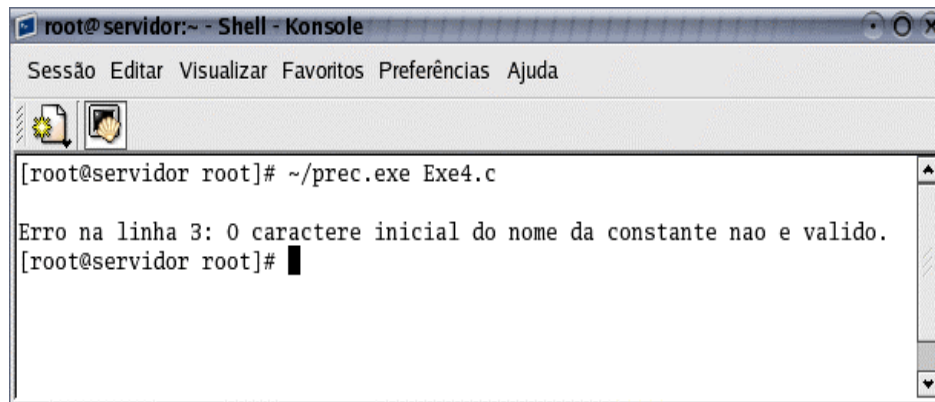 root@servidor:~ - Shell - Konsole
Sessão Editar Visualizar Favoritos Preferências Ajuda
[root@servidor root]# ~/prec.exe Exe4.c
Erro na linha 3: O caractere inicial do nome da constante nao e valido.
[root@servidor root]#